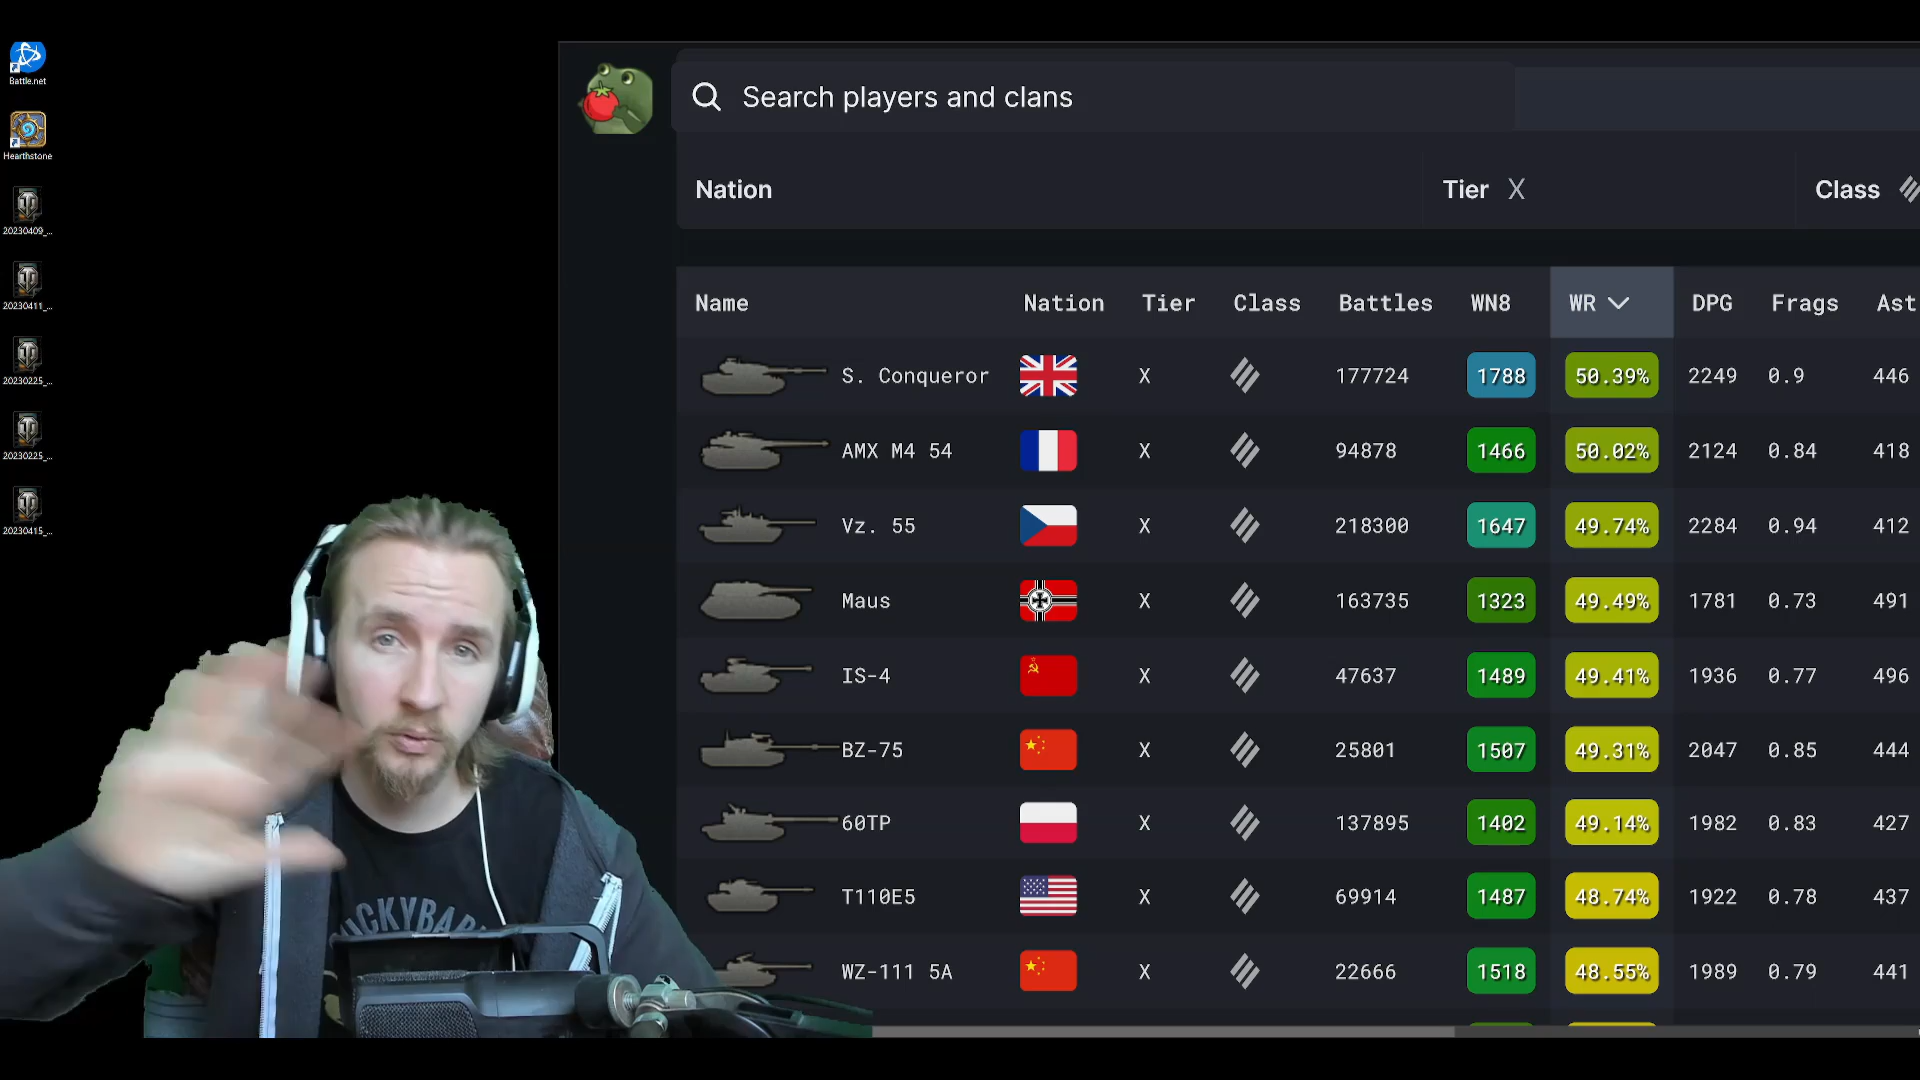 Battle.net
Hearthstone
20230409_...
20230411_...
20230225_...
20230225_...
20230415_...
Search players and clans
Nation Tier X Class
Name Nation Tier Class Battles WN8 WR DPG Frags Ast
S. Conqueror X 177724 1788 50.39% 2249 0.9 446
AMX M4 54 X 94878 1466 50.02% 2124 0.84 418
Vz. 55 X 218300 1647 49.74% 2284 0.94 412
Maus X 163735 1323 49.49% 1781 0.73 491
IS-4 X 47637 1489 49.41% 1936 0.77 496
BZ-75 X 25801 1507 49.31% 2047 0.85 444
60TP X 137895 1402 49.14% 1982 0.83 427
T110E5 X 69914 1487 48.74% 1922 0.78 437
WZ-111 5A X 22666 1518 48.55% 1989 0.79 441